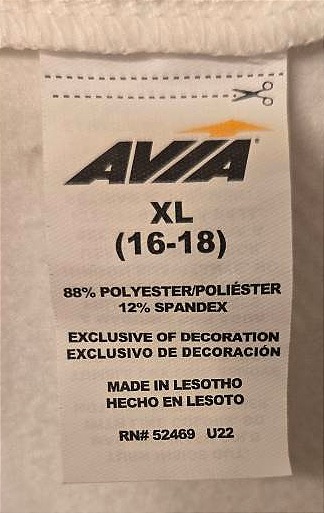 AVIA
XL
(16-18)
88% POLYESTER/POLIÉSTER
12% SPANDEX
EXCLUSIVE OF DECORATION
EXCLUSIVO DE DECORACIÓN
MADE IN LESOTHO
HECHO EN LESOTO
RN# 52469 U22